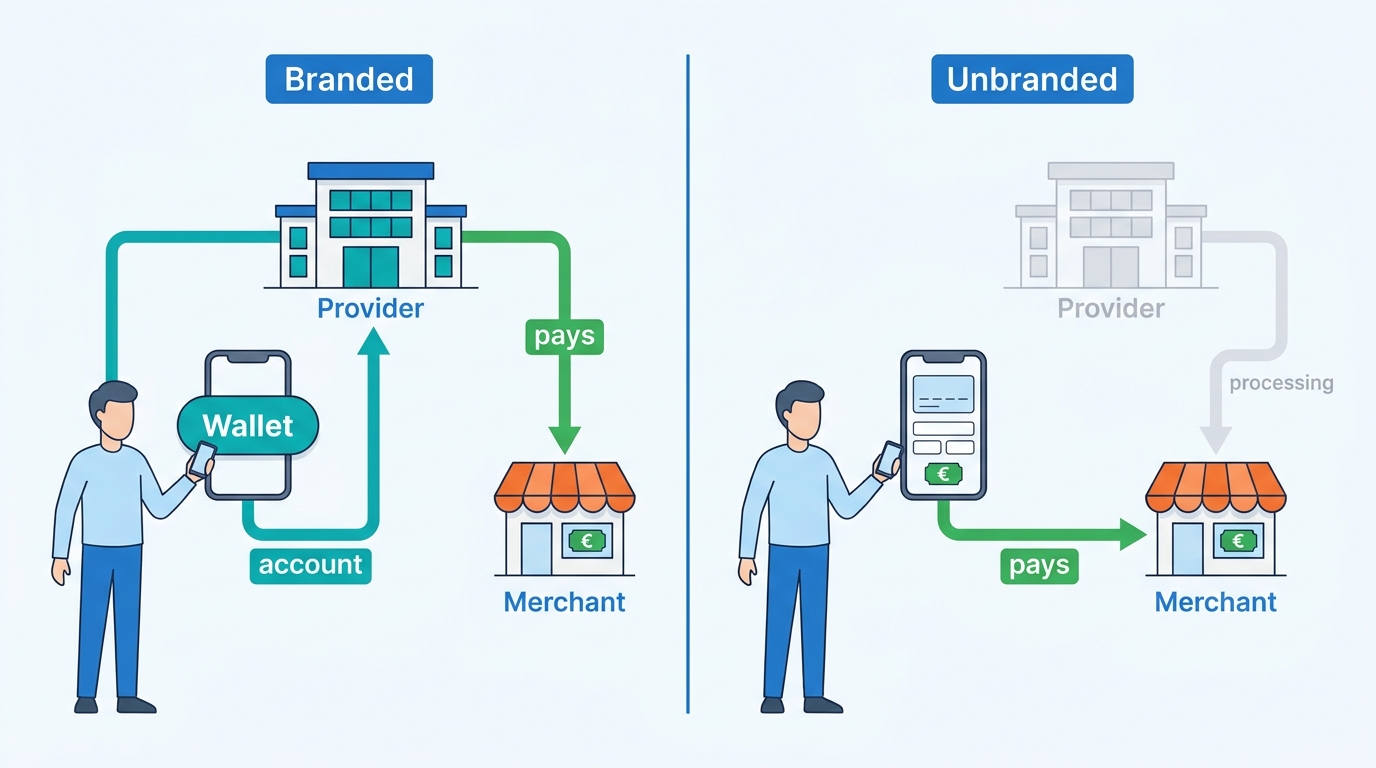 Branded
Provider
pays
Wallet
account
Merchant
€
Unbranded
Provider
processing
€
pays
€
Merchant